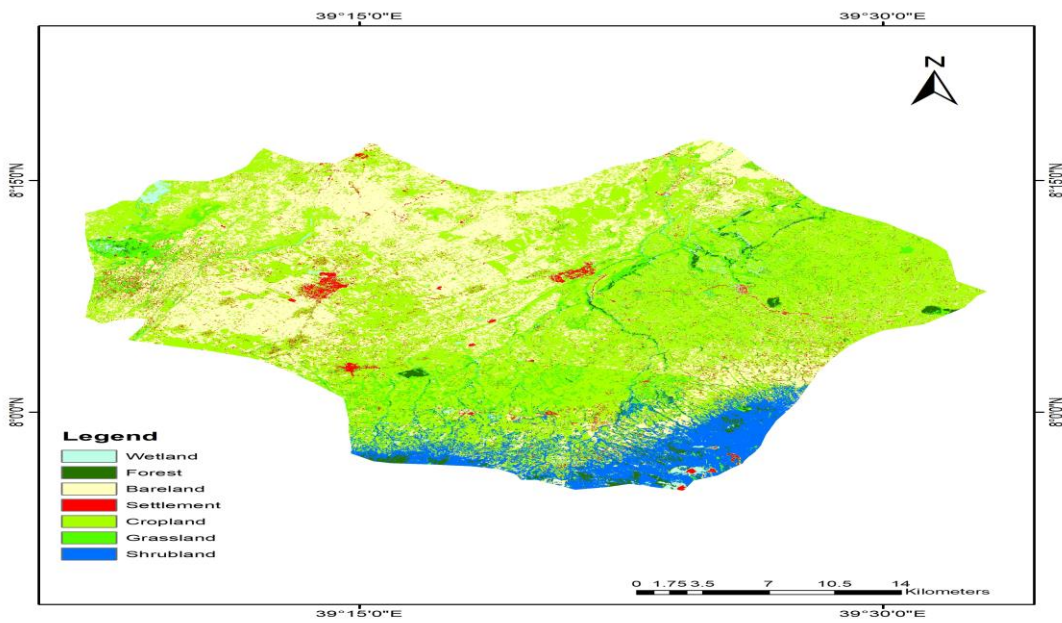 39°15'0"E 39°30'0"E
N
8°15'0"N 8°15'0"N
8°0'0"N 8°0'0"N
Legend
Wetland
Forest
Bareland
Settlement
Cropland
Grassland
Shrubland
0 1.75 3.5 7 10.5 14
Kilometers
39°15'0"E 39°30'0"E